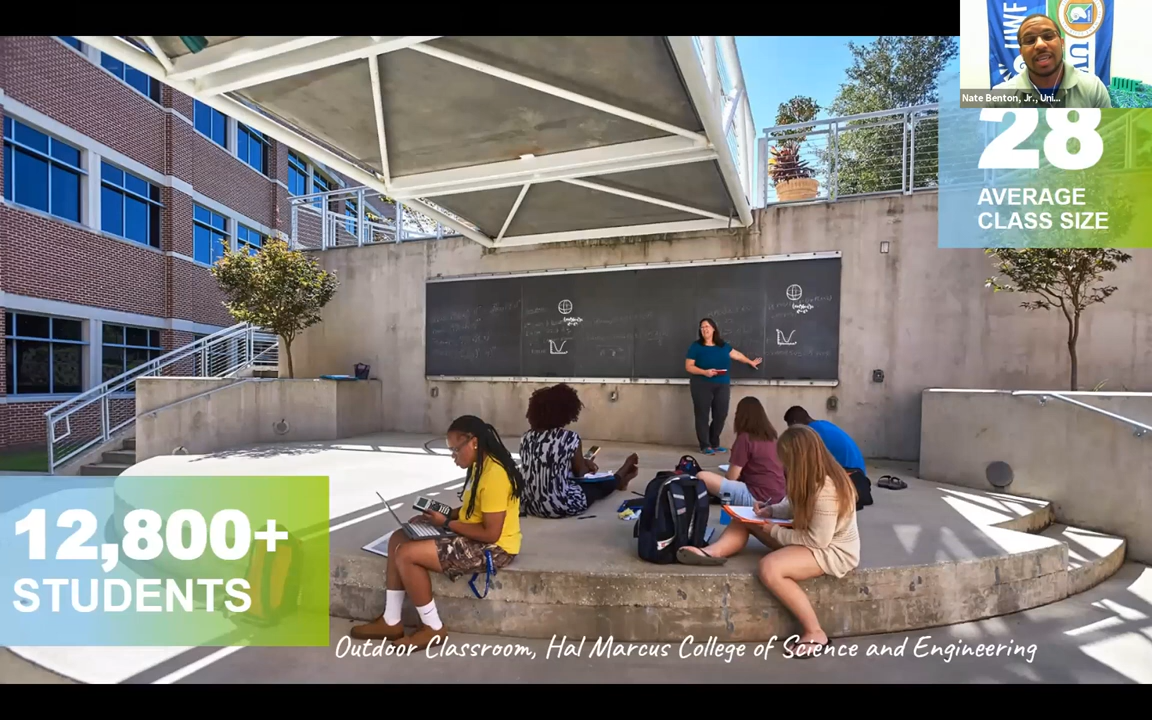 UWF
Nate Benton, Jr., Uni...
28
AVERAGE
CLASS SIZE
12,800+
STUDENTS
Outdoor Classroom, Hal Marcus College of Science and Engineering